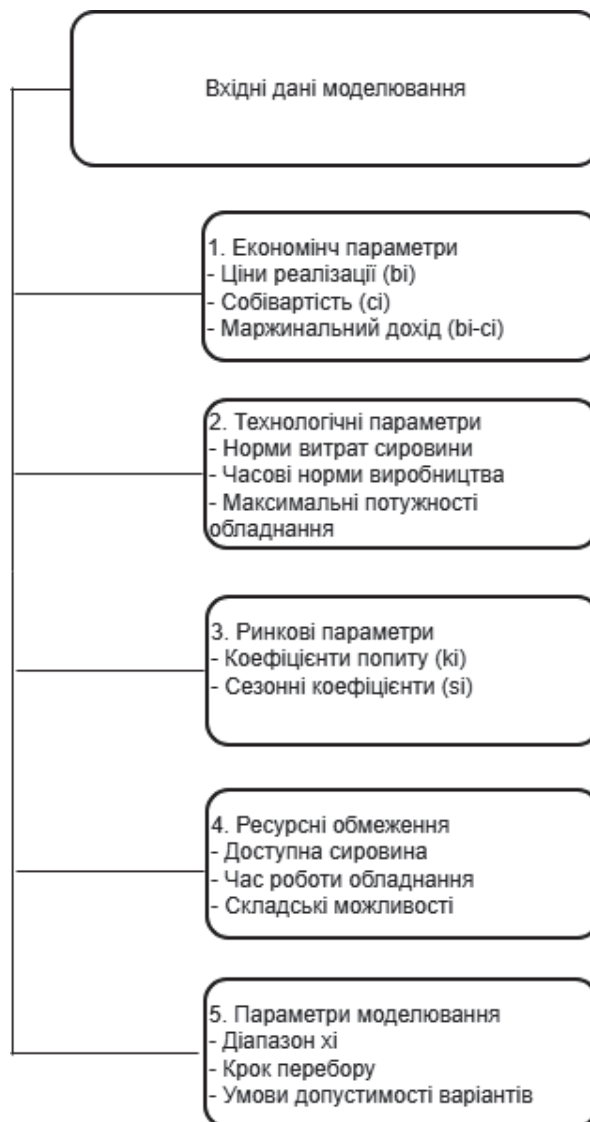 Вхідні дані моделювання
1. Економінч параметри
- Ціни реалізації (bi)
- Собівартість (ci)
- Маржинальний дохід (bi-ci)
2. Технологічні параметри
- Норми витрат сировини
- Часові норми виробництва
- Максимальні потужності
обладнання
3. Ринкові параметри
- Коефіцієнти попиту (ki)
- Сезонні коефіцієнти (si)
4. Ресурсні обмеження
- Доступна сировина
- Час роботи обладнання
- Складські можливості
5. Параметри моделювання
- Діапазон xi
- Крок перебору
- Умови допустимості варіантів